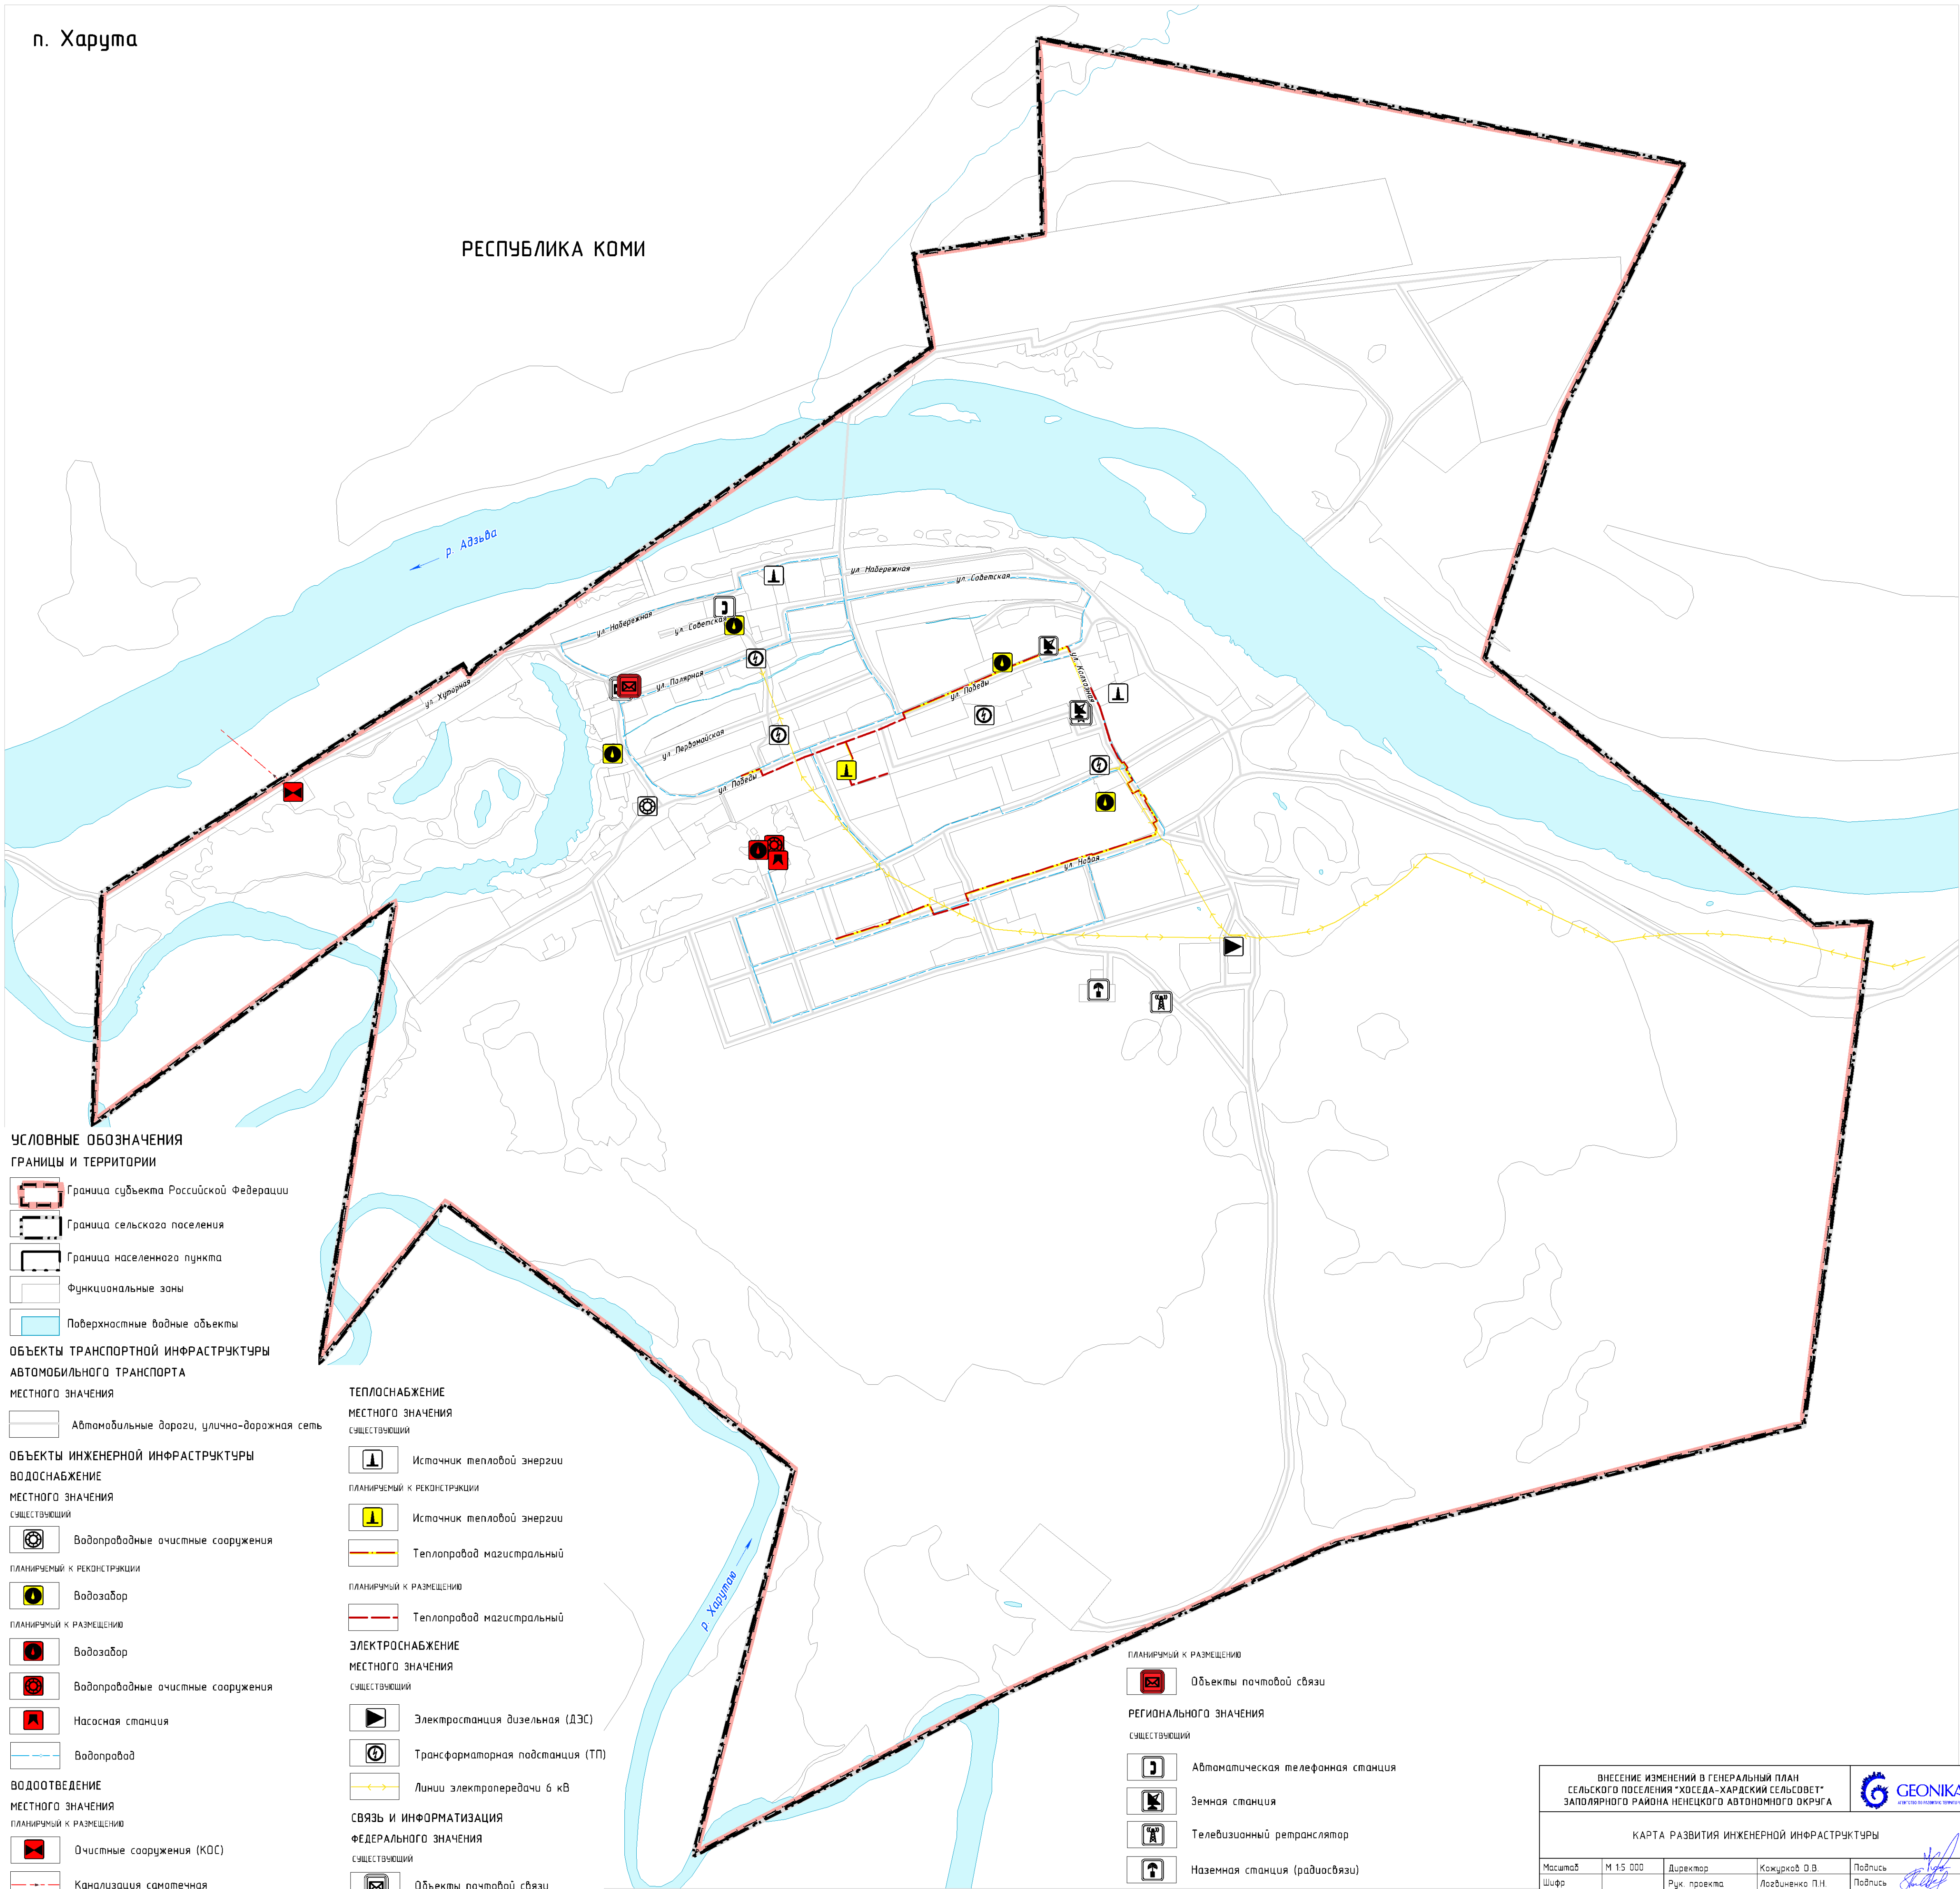 п. Харута
РЕСПУБЛИКА КОМИ
р. Адзьва
ул. Набережная
ул. Советская
ул. Набережная
ул. Советская
ул. Полярная
ул. Хуторная
ул. Колхозная
ул. Победы
ул. Первомайская
ул. Победы
ул. Новая
р. Харутаю
УСЛОВНЫЕ ОБОЗНАЧЕНИЯ
ГРАНИЦЫ И ТЕРРИТОРИИ
Граница субъекта Российской Федерации
Граница сельского поселения
Граница населенного пункта
Функциональные зоны
Поверхностные водные объекты
ОБЪЕКТЫ ТРАНСПОРТНОЙ ИНФРАСТРУКТУРЫ
АВТОМОБИЛЬНОГО ТРАНСПОРТА
МЕСТНОГО ЗНАЧЕНИЯ
Автомобильные дороги, улично-дорожная сеть
ОБЪЕКТЫ ИНЖЕНЕРНОЙ ИНФРАСТРУКТУРЫ
ВОДОСНАБЖЕНИЕ
МЕСТНОГО ЗНАЧЕНИЯ
СУЩЕСТВУЮЩИЙ
Водопроводные очистные сооружения
ПЛАНИРУЕМЫЙ К РЕКОНСТРУКЦИИ
Водозабор
ПЛАНИРУМЫЙ К РАЗМЕЩЕНИЮ
Водозабор
Водопроводные очистные сооружения
Насосная станция
Водопровод
ВОДООТВЕДЕНИЕ
МЕСТНОГО ЗНАЧЕНИЯ
ПЛАНИРУМЫЙ К РАЗМЕЩЕНИЮ
Очистные сооружения (КОС)
Канализация самотечная
ТЕПЛОСНАБЖЕНИЕ
МЕСТНОГО ЗНАЧЕНИЯ
СУЩЕСТВУЮЩИЙ
Источник тепловой энергии
ПЛАНИРУЕМЫЙ К РЕКОНСТРУКЦИИ
Источник тепловой энергии
Теплопровод магистральный
ПЛАНИРУМЫЙ К РАЗМЕЩЕНИЮ
Теплопровод магистральный
ЭЛЕКТРОСНАБЖЕНИЕ
МЕСТНОГО ЗНАЧЕНИЯ
СУЩЕСТВУЮЩИЙ
Электростанция дизельная (ДЭС)
Трансформаторная подстанция (ТП)
Линии электропередачи 6 кВ
СВЯЗЬ И ИНФОРМАТИЗАЦИЯ
ФЕДЕРАЛЬНОГО ЗНАЧЕНИЯ
СУЩЕСТВУЮЩИЙ
Объекты почтовой связи
ПЛАНИРУМЫЙ К РАЗМЕЩЕНИЮ
Объекты почтовой связи
РЕГИОНАЛЬНОГО ЗНАЧЕНИЯ
СУЩЕСТВУЮЩИЙ
Автоматическая телефонная станция
Земная станция
Телевизионный ретранслятор
Наземная станция (радиосвязи)
ВНЕСЕНИЕ ИЗМЕНЕНИЙ В ГЕНЕРАЛЬНЫЙ ПЛАН
СЕЛЬСКОГО ПОСЕЛЕНИЯ "ХОСЕДА-ХАРДСКИЙ СЕЛЬСОВЕТ"
ЗАПОЛЯРНОГО РАЙОНА НЕНЕЦКОГО АВТОНОМНОГО ОКРУГА
GEONIKA
КАРТА РАЗВИТИЯ ИНЖЕНЕРНОЙ ИНФРАСТРУКТУРЫ
Масштаб М 1:5 000 Директор Кожурков О.В. Подпись
Шифр Рук. проекта Логвиненко П.Н. Подпись